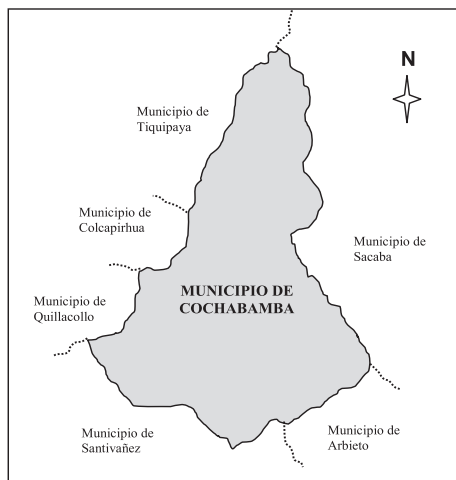 N
Municipio de
Tiquipaya
Municipio de
Colcapirhua
Municipio de
Sacaba
MUNICIPIO DE
COCHABAMBA
Municipio de
Quillacollo
Municipio de
Santivañez
Municipio de
Arbieto